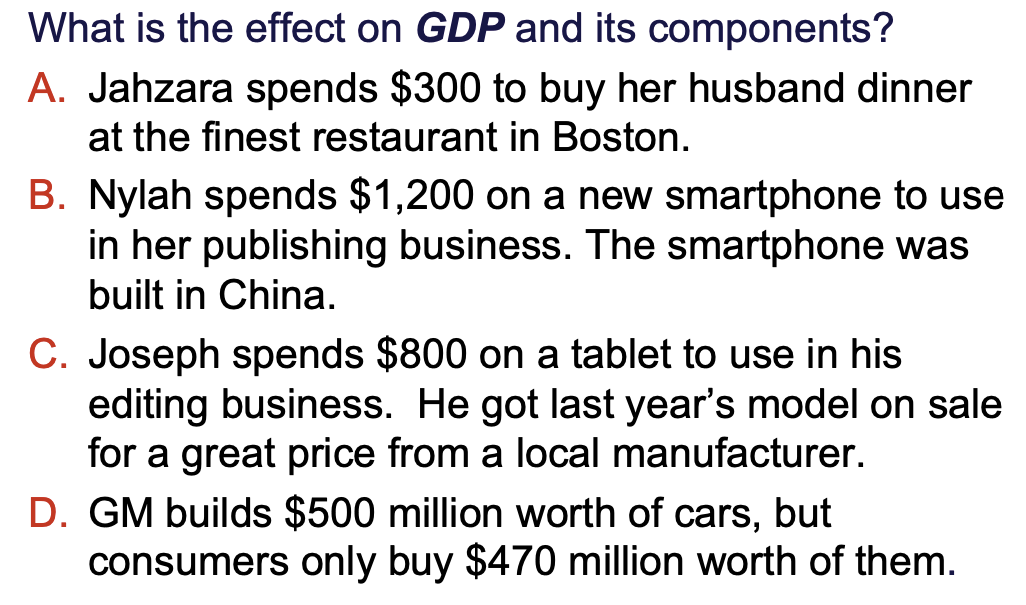 What is the effect on GDP and its components?
A. Jahzara spends $300 to buy her husband dinner
at the finest restaurant in Boston.
B. Nylah spends $1,200 on a new smartphone to use
in her publishing business. The smartphone was
built in China.
C. Joseph spends $800 on a tablet to use in his
editing business.  He got last year’s model on sale
for a great price from a local manufacturer.
D. GM builds $500 million worth of cars, but
consumers only buy $470 million worth of them.